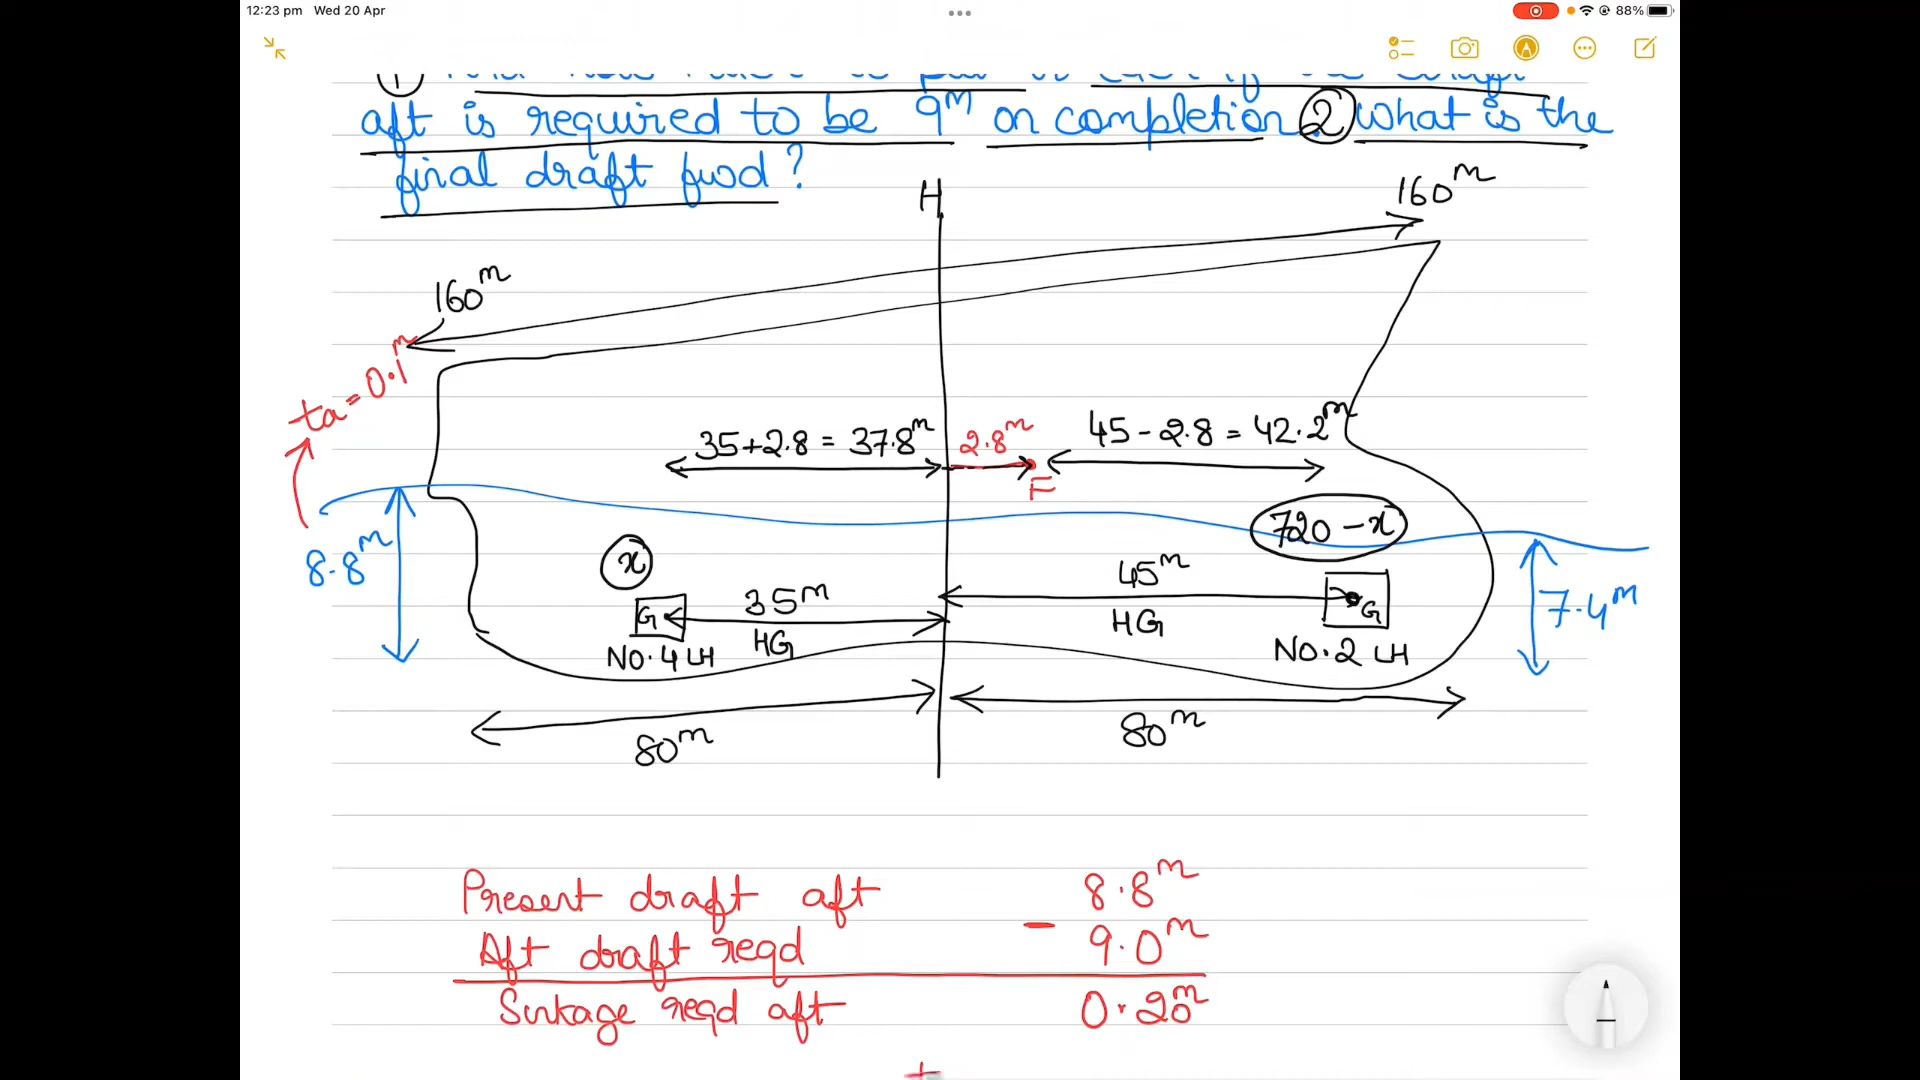 12:23 pm Wed 20 Apr
88%
aft is required to be 9m on completion. ② What is the
final draft fwd?
H
160m
160m
ta = 0.1m
35+2.8 = 37.8m
2.8m
45-2.8 = 42.2m
F
8.8m
x
720-x
7.4m
G
35m
HG
45m
HG
G
NO.4 LH
NO.2 LH
80m
80m
Present draft aft 8.8m
Aft draft reqd - 9.0m
Sinkage reqd aft 0.20m